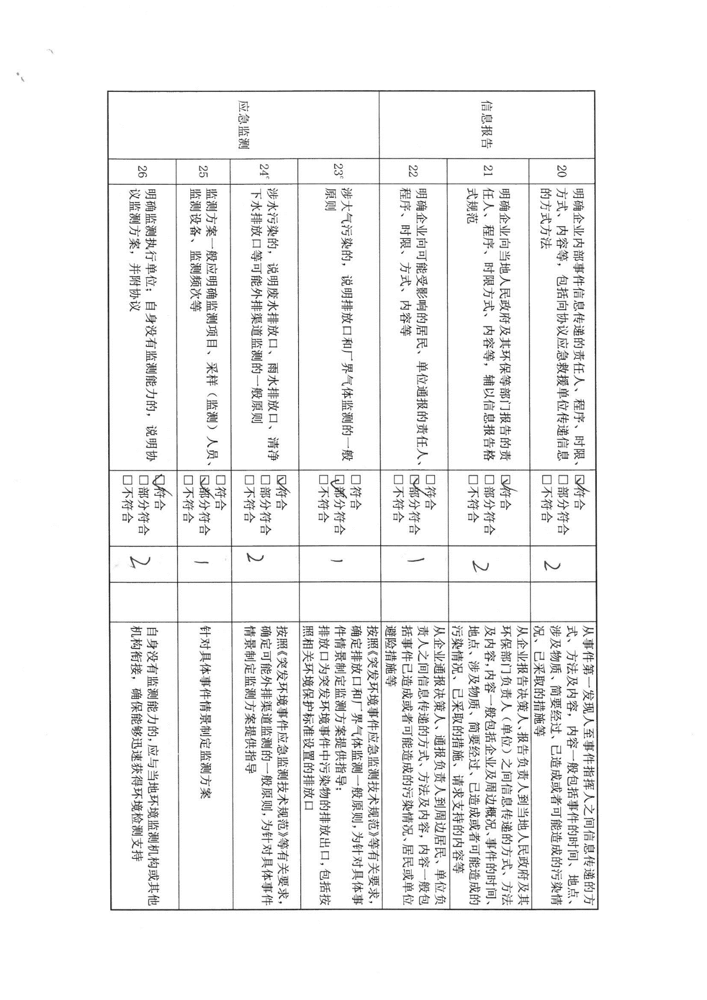 信息报告
20
明确企业内部事件信息传递的责任人、程序、时限、
方式、内容等，包括向协议应急救援单位传递信息
的方式方法
☑符合
□部分符合
□不符合
2
从事件第一发现人至事件指挥人之间信息传递的方
式、方法及内容，内容一般包括事件的时间、地点、
涉及物质、简要经过、已造成或者可能造成的污染情
况、已采取的措施等
21
明确企业向当地人民政府及其环保等部门报告的责
任人、程序、时限方式、内容等，辅以信息报告格
式规范
☑符合
□部分符合
□不符合
2
从企业报告决策人、报告负责人到当地人民政府及其
环保部门负责人（单位）之间信息传递的方式、方法
及内容，内容一般包括企业及周边概况、事件的时间、
地点、涉及物质、简要经过、已造成或者可能造成的
污染情况、已采取的措施、请求支持的内容等
22
明确企业向可能受影响的居民、单位通报的责任人、
程序、时限、方式、内容等
□符合
☑部分符合
□不符合
1
从企业通报决策人、通报负责人到周边居民、单位负
责人之间信息传递的方式、方法及内容，内容一般包
括事件已造成或者可能造成的污染情况、居民或单位
避险措施等
应急监测
23c
涉大气污染的，说明排放口和厂界气体监测的一般
原则
□符合
☑部分符合
□不符合
1
按照《突发环境事件应急监测技术规范》等有关要求，
确定排放口和厂界气体监测一般原则，为针对具体事
件情景制定监测方案提供指导；
排放口为突发环境事件中污染物的排放出口，包括按
照相关环境保护标准设置的排放口
24c
涉水污染的，说明废水排放口、雨水排放口、清净
下水排放口等可能外排渠道监测的一般原则
☑符合
□部分符合
□不符合
2
按照《突发环境事件应急监测技术规范》等有关要求，
确定可能外排渠道监测的一般原则，为针对具体事件
情景制定监测方案提供指导
25
监测方案一般应明确监测项目、采样（监测）人员、
监测设备、监测频次等
□符合
☑部分符合
□不符合
1
针对具体事件情景制定监测方案
26
明确监测执行单位；自身没有监测能力的，说明协
议监测方案，并附协议
☑符合
□部分符合
□不符合
2
自身没有监测能力的，应与当地环境监测机构或其他
机构衔接，确保能够迅速获得环境检测支持